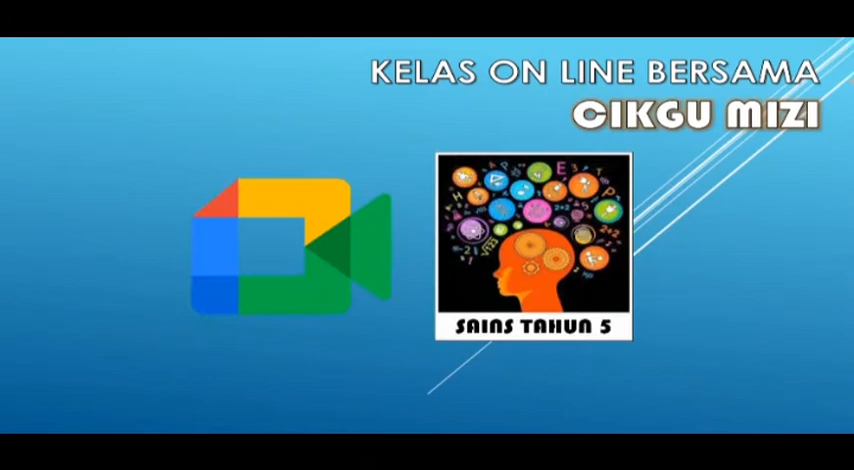 KELAS ON LINE BERSAMA
CIKGU MIZI
SAINS TAHUN 5